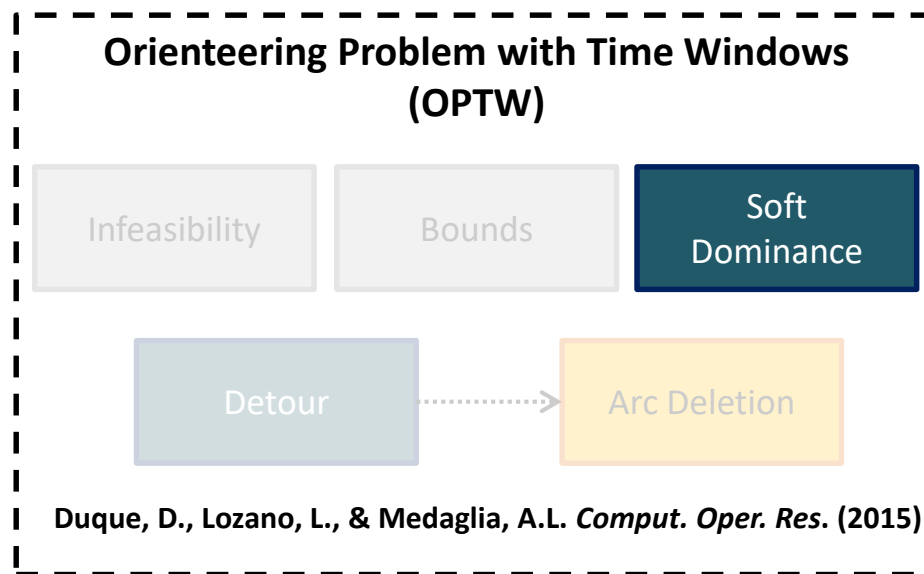 Orienteering Problem with Time Windows
(OPTW)
Infeasibility
Bounds
Soft
Dominance
Detour
Arc Deletion
Duque, D., Lozano, L., & Medaglia, A.L. Comput. Oper. Res. (2015)